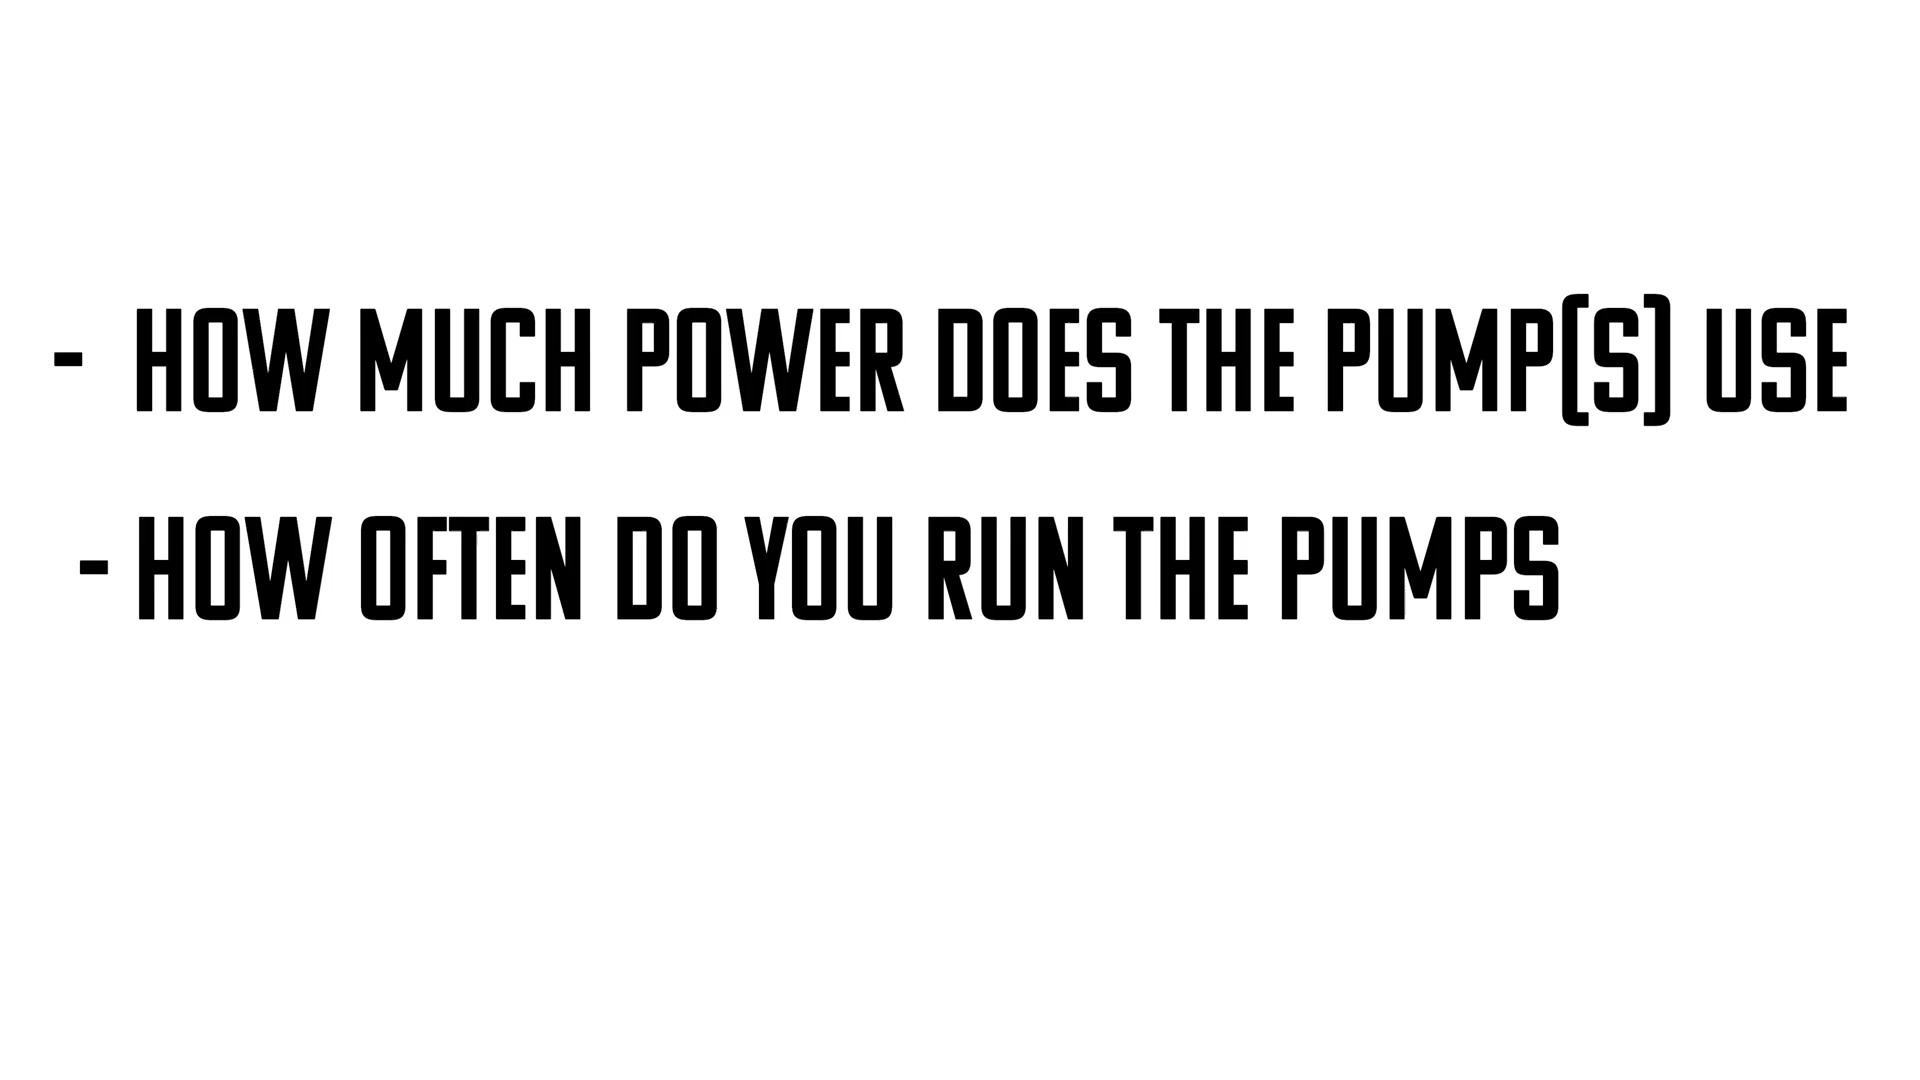 - HOW MUCH POWER DOES THE PUMP(S) USE
- HOW OFTEN DO YOU RUN THE PUMPS